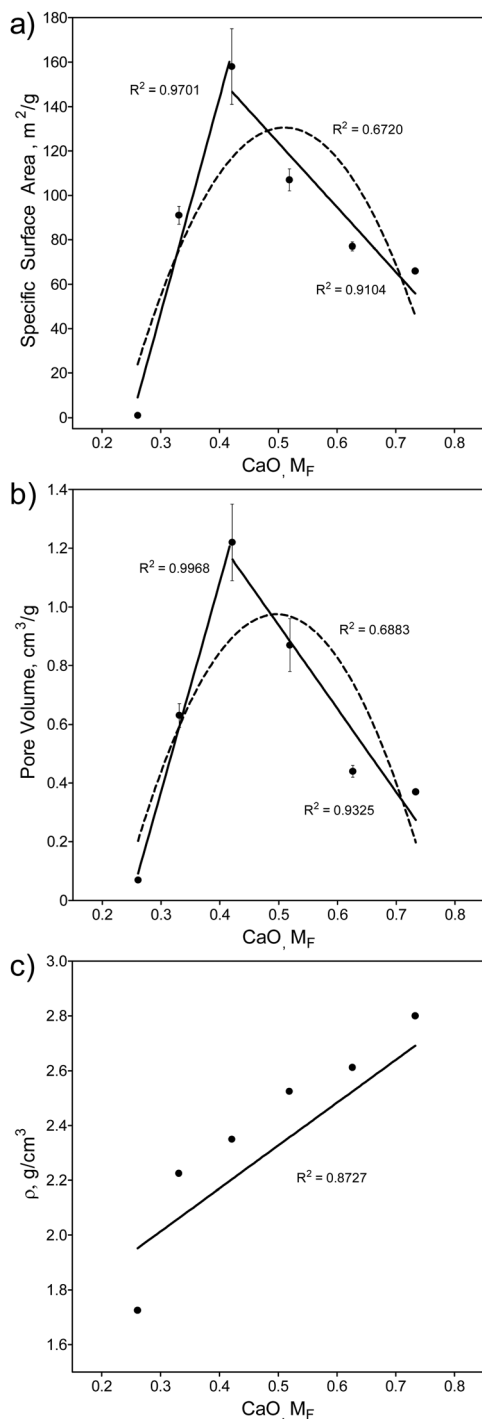 a)
180
160
140
120
100
80
60
40
20
0
Specific Surface Area , m²/g
R² = 0.9701
R² = 0.6720
R² = 0.9104
0.2 0.3 0.4 0.5 0.6 0.7 0.8
CaO, M_F
b)
1.4
1.2
1.0
0.8
0.6
0.4
0.2
0
Pore Volume, cm³/g
R² = 0.9968
R² = 0.6883
R² = 0.9325
0.2 0.3 0.4 0.5 0.6 0.7 0.8
CaO, M_F
c)
3.0
2.8
2.6
2.4
2.2
2.0
1.8
1.6
ρ, g/cm³
R² = 0.8727
0.2 0.3 0.4 0.5 0.6 0.7 0.8
CaO, M_F